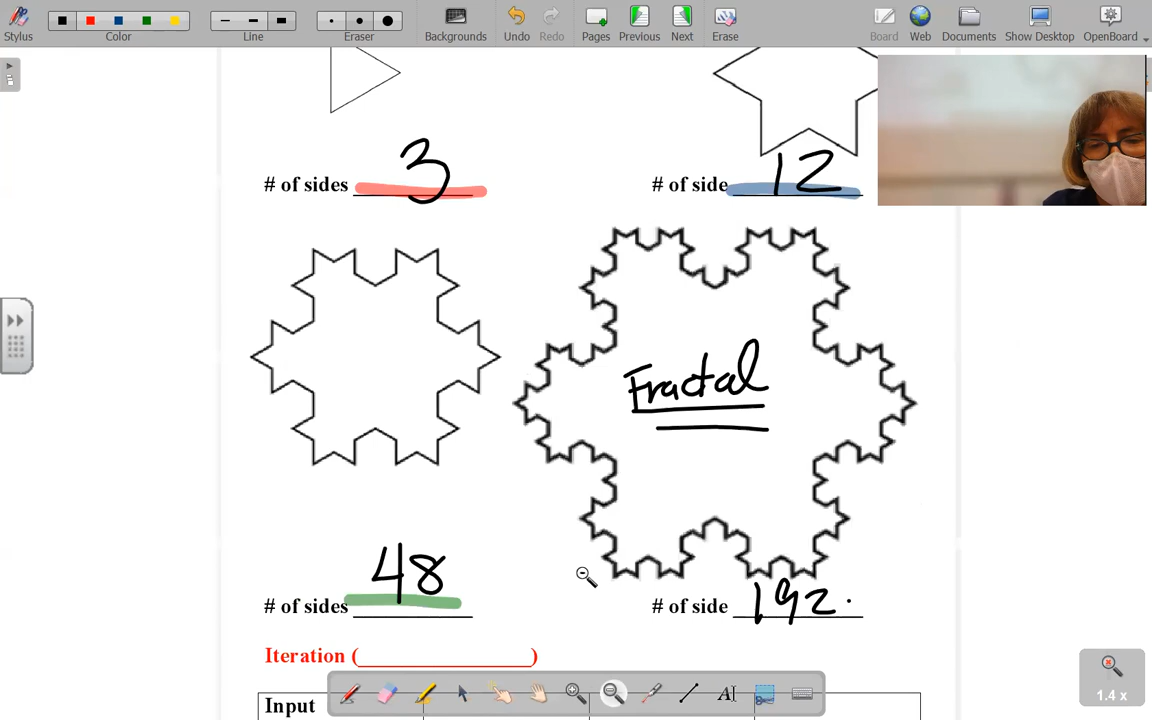 Stylus
Color
Line
Eraser
Backgrounds
Undo
Redo
Pages
Previous
Next
Erase
Board
Web
Documents
Show Desktop
OpenBoard
# of sides 3
# of side 12
Fractal
# of sides 48
# of side 192.
Iteration (________________)
Input
1.4 x